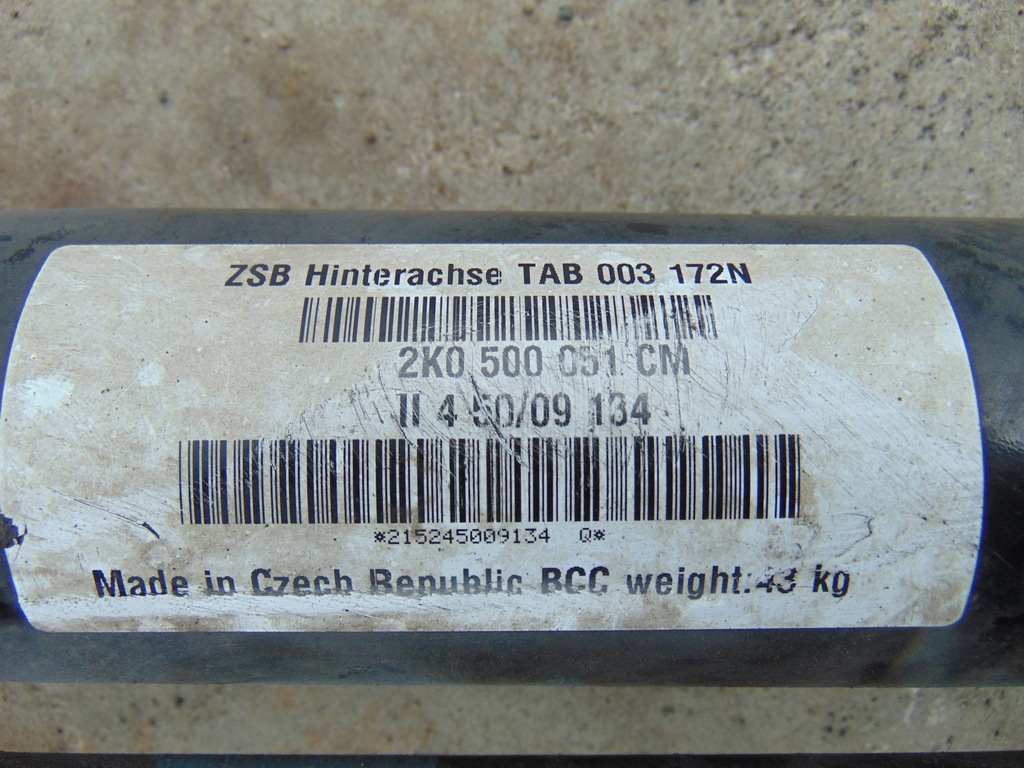 ZSB Hinterachse TAB 003 172N
2K0 500 051 CM
II 4 50/09 134
*215245009134 Q*
Made in Czech Republic BCC weight:43 kg